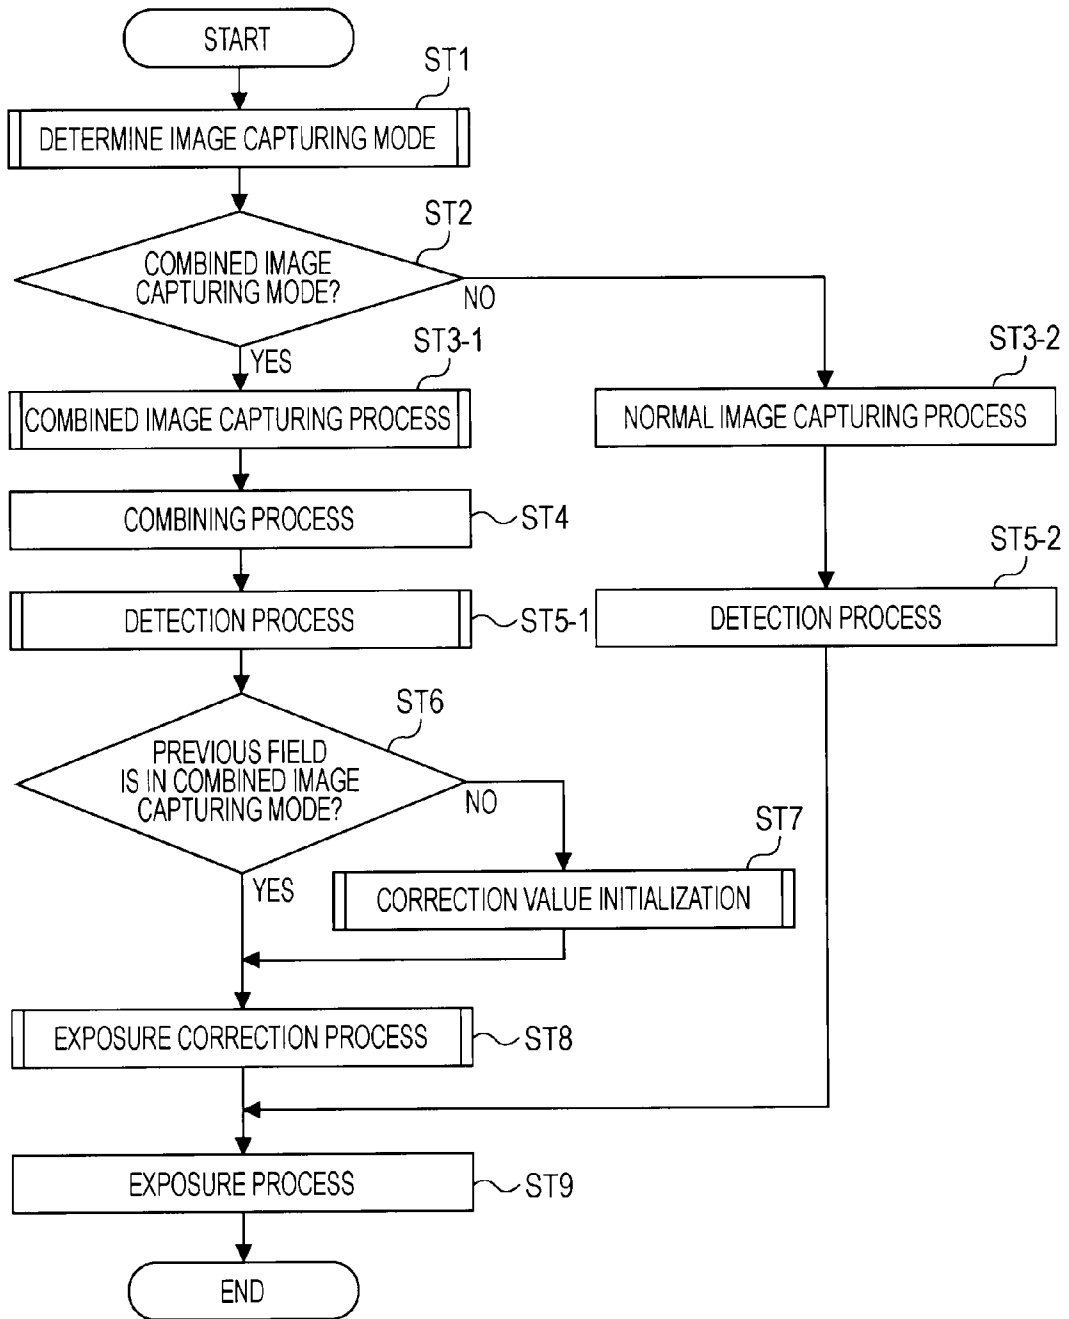 START
ST1
DETERMINE IMAGE CAPTURING MODE
ST2
COMBINED IMAGE
CAPTURING MODE?
NO
YES
ST3-1
ST3-2
COMBINED IMAGE CAPTURING PROCESS
NORMAL IMAGE CAPTURING PROCESS
COMBINING PROCESS
ST4
ST5-2
DETECTION PROCESS
ST5-1
DETECTION PROCESS
ST6
PREVIOUS FIELD
IS IN COMBINED IMAGE
CAPTURING MODE?
NO
YES
ST7
CORRECTION VALUE INITIALIZATION
EXPOSURE CORRECTION PROCESS
ST8
EXPOSURE PROCESS
ST9
END